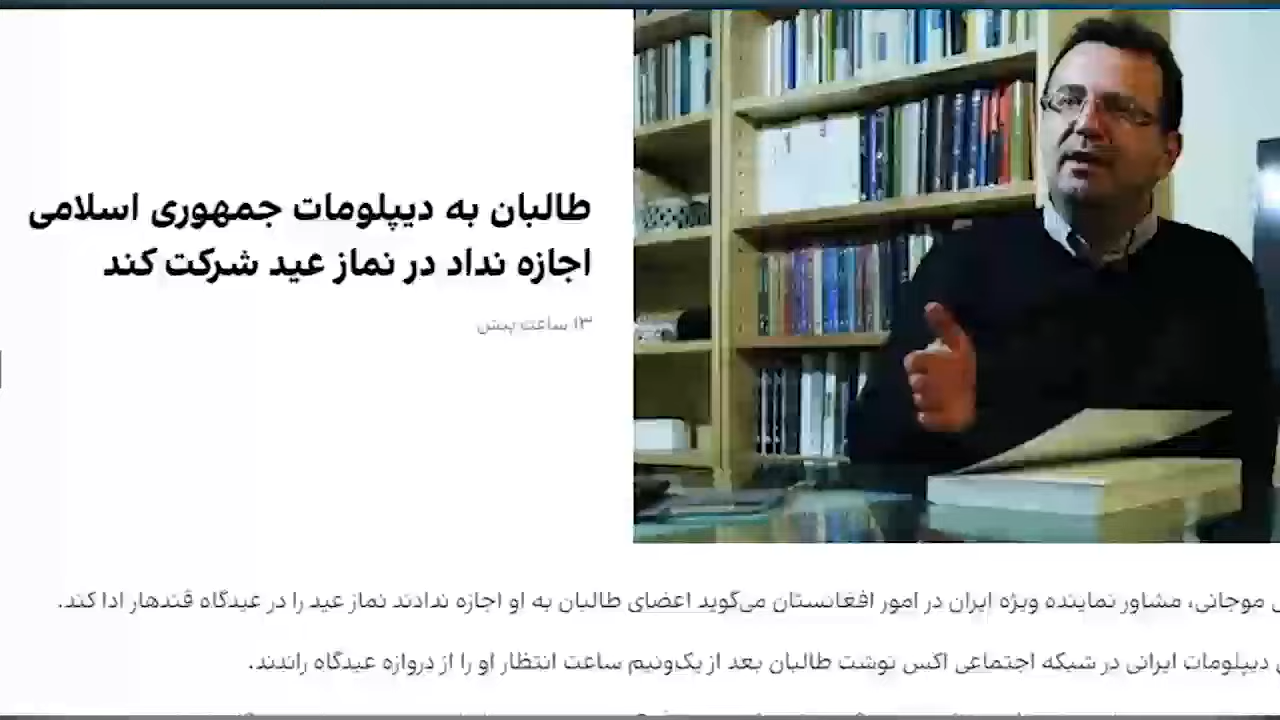 طالبان به دیپلومات جمهوری اسلامی
اجازه نداد در نماز عید شرکت کند
۱۳ ساعت پیش
موجانی، مشاور نماینده ویژه ایران در امور افغانستان می‌گوید اعضای طالبان به او اجازه ندادند نماز عید را در عیدگاه قندهار ادا کند.
دیپلومات ایرانی در شبکه اجتماعی اکس نوشت طالبان بعد از یک‌ونیم ساعت انتظار او را از دروازه عیدگاه راندند.